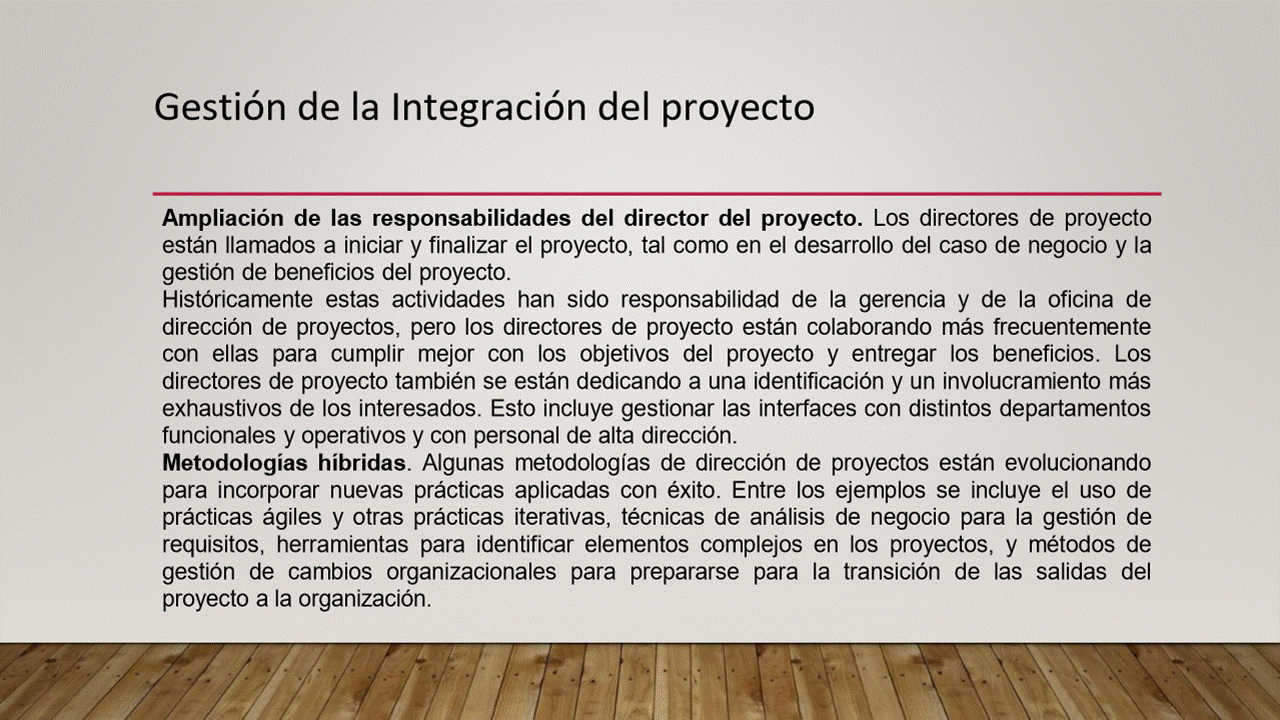 Gestión de la Integración del proyecto
Ampliación de las responsabilidades del director del proyecto. Los directores de proyecto
están llamados a iniciar y finalizar el proyecto, tal como en el desarrollo del caso de negocio y la
gestión de beneficios del proyecto.
Históricamente estas actividades han sido responsabilidad de la gerencia y de la oficina de
dirección de proyectos, pero los directores de proyecto están colaborando más frecuentemente
con ellas para cumplir mejor con los objetivos del proyecto y entregar los beneficios. Los
directores de proyecto también se están dedicando a una identificación y un involucramiento más
exhaustivos de los interesados. Esto incluye gestionar las interfaces con distintos departamentos
funcionales y operativos y con personal de alta dirección.
Metodologías híbridas. Algunas metodologías de dirección de proyectos están evolucionando
para incorporar nuevas prácticas aplicadas con éxito. Entre los ejemplos se incluye el uso de
prácticas ágiles y otras prácticas iterativas, técnicas de análisis de negocio para la gestión de
requisitos, herramientas para identificar elementos complejos en los proyectos, y métodos de
gestión de cambios organizacionales para prepararse para la transición de las salidas del
proyecto a la organización.